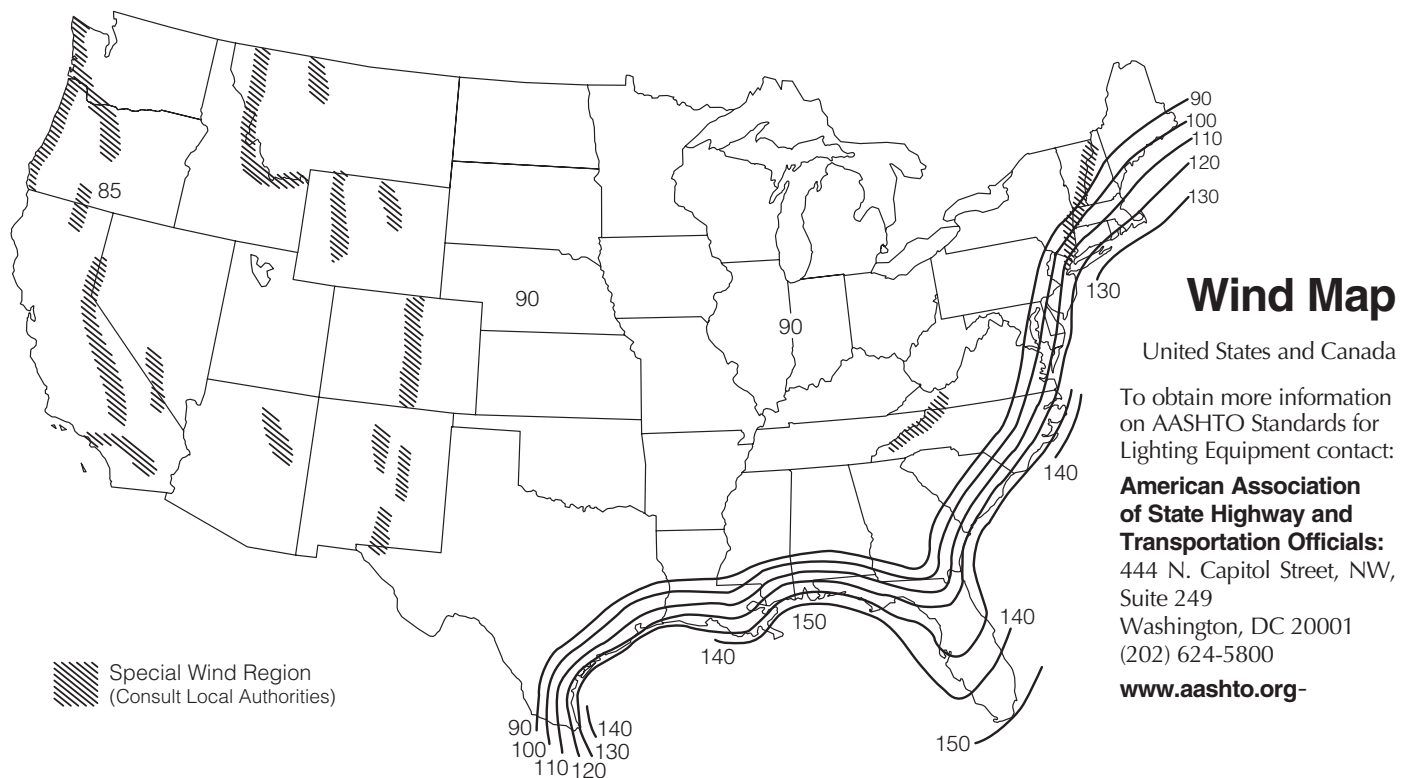 90
100
110
120
130
85
90
90
130
140
150
140
140
150
90
100
110
120
130
140
Special Wind Region
(Consult Local Authorities)
Wind Map
United States and Canada
To obtain more information
on AASHTO Standards for
Lighting Equipment contact:
American Association
of State Highway and
Transportation Officials:
444 N. Capitol Street, NW,
Suite 249
Washington, DC 20001
(202) 624-5800
www.aashto.org-